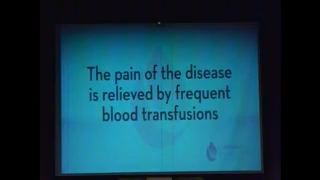 The pain of the disease
is relieved by frequent
blood transfusions